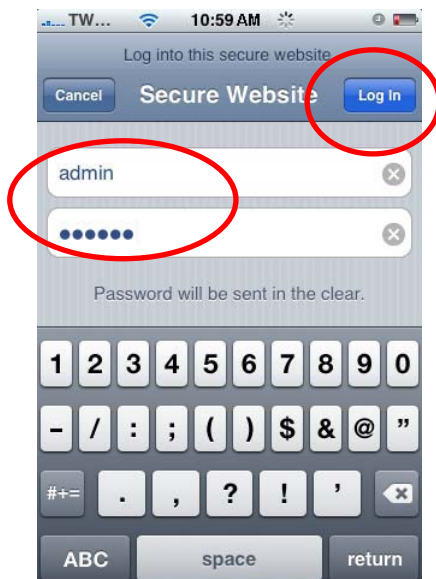 TW... 10:59 AM
Log into this secure website
Cancel Secure Website Log In
admin
●●●●●●
Password will be sent in the clear.
1 2 3 4 5 6 7 8 9 0
- / : ; ( ) $ & @ "
#+= . , ? ! '
ABC space return